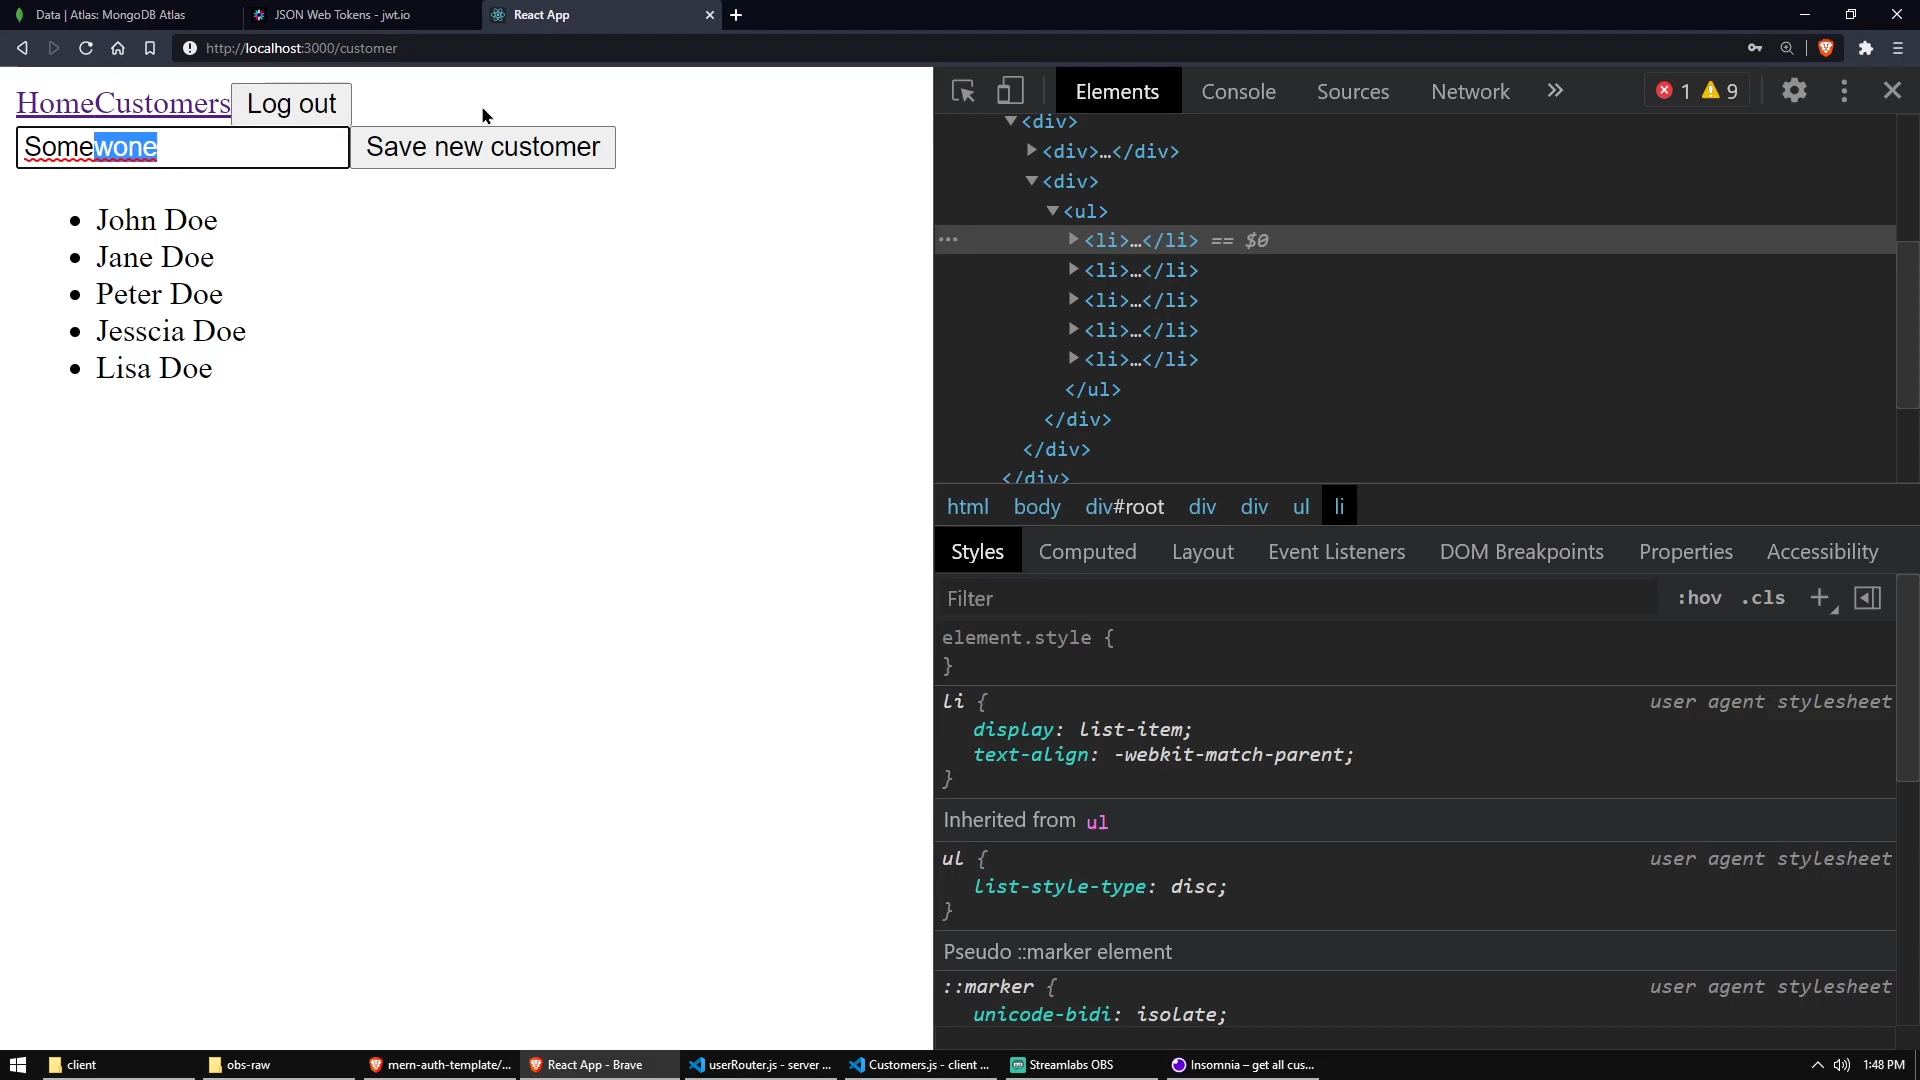 Data | Atlas: MongoDB Atlas
JSON Web Tokens - jwt.io
React App
http://localhost:3000/customer
HomeCustomers Log out
Somewone Save new customer
John Doe
Jane Doe
Peter Doe
Jesscia Doe
Lisa Doe
Elements Console Sources Network 1 9
<div>
<div>…</div>
<div>
<ul>
<li>…</li> == $0
<li>…</li>
<li>…</li>
<li>…</li>
<li>…</li>
</ul>
</div>
</div>
</div>
html body div#root div div ul li
Styles Computed Layout Event Listeners DOM Breakpoints Properties Accessibility
Filter :hov .cls
element.style {
}
li { user agent stylesheet
display: list-item;
text-align: -webkit-match-parent;
}
Inherited from ul
ul { user agent stylesheet
list-style-type: disc;
}
Pseudo ::marker element
::marker { user agent stylesheet
unicode-bidi: isolate;
client obs-raw mern-auth-template/... React App - Brave userRouter.js - server ... Customers.js - client ... Streamlabs OBS Insomnia – get all cus... 1:48 PM